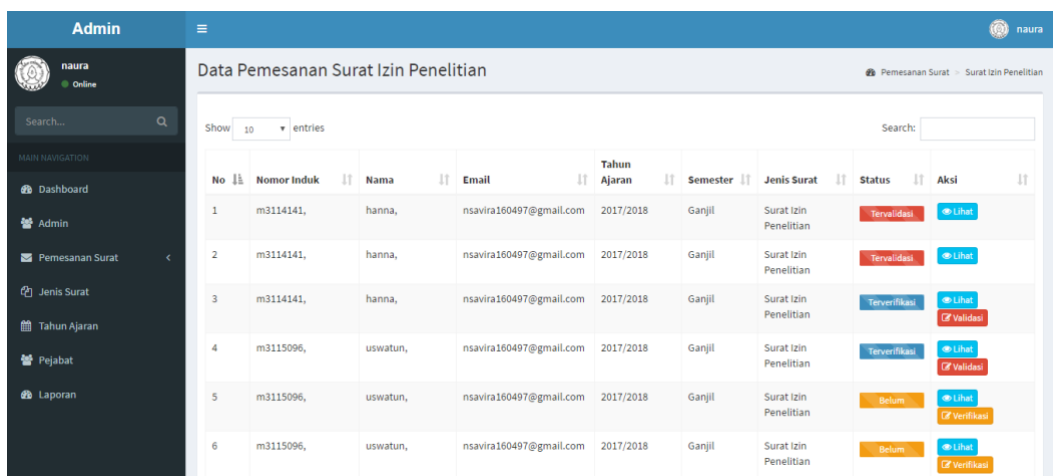 Admin
naura
naura
Online
Data Pemesanan Surat Izin Penelitian
Pemesanan Surat > Surat Izin Penelitian
Search...
MAIN NAVIGATION
Dashboard
Admin
Pemesanan Surat
Jenis Surat
Tahun Ajaran
Pejabat
Laporan
Show 10 entries
Search:
No Nomor Induk Nama Email Tahun Ajaran Semester Jenis Surat Status Aksi
1 m3114141, hanna, nsavira160497@gmail.com 2017/2018 Ganjil Surat Izin Penelitian Tervalidasi Lihat
2 m3114141, hanna, nsavira160497@gmail.com 2017/2018 Ganjil Surat Izin Penelitian Tervalidasi Lihat
3 m3114141, hanna, nsavira160497@gmail.com 2017/2018 Ganjil Surat Izin Penelitian Terverifikasi Lihat Validasi
4 m3115096, uswatun, nsavira160497@gmail.com 2017/2018 Ganjil Surat Izin Penelitian Terverifikasi Lihat Validasi
5 m3115096, uswatun, nsavira160497@gmail.com 2017/2018 Ganjil Surat Izin Penelitian Belum Lihat Verifikasi
6 m3115096, uswatun, nsavira160497@gmail.com 2017/2018 Ganjil Surat Izin Penelitian Belum Lihat Verifikasi